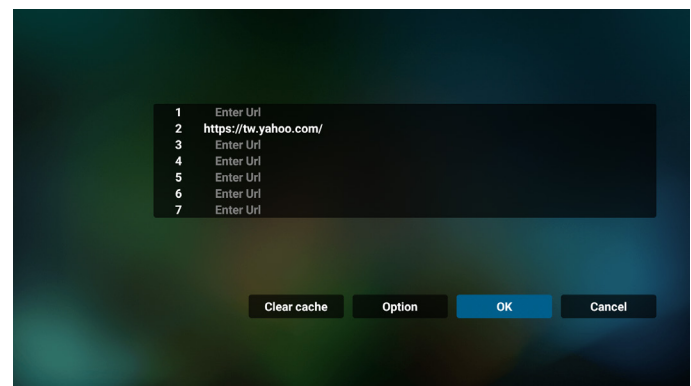 1 Enter Url
2 https://tw.yahoo.com/
3 Enter Url
4 Enter Url
5 Enter Url
6 Enter Url
7 Enter Url
Clear cache Option OK Cancel